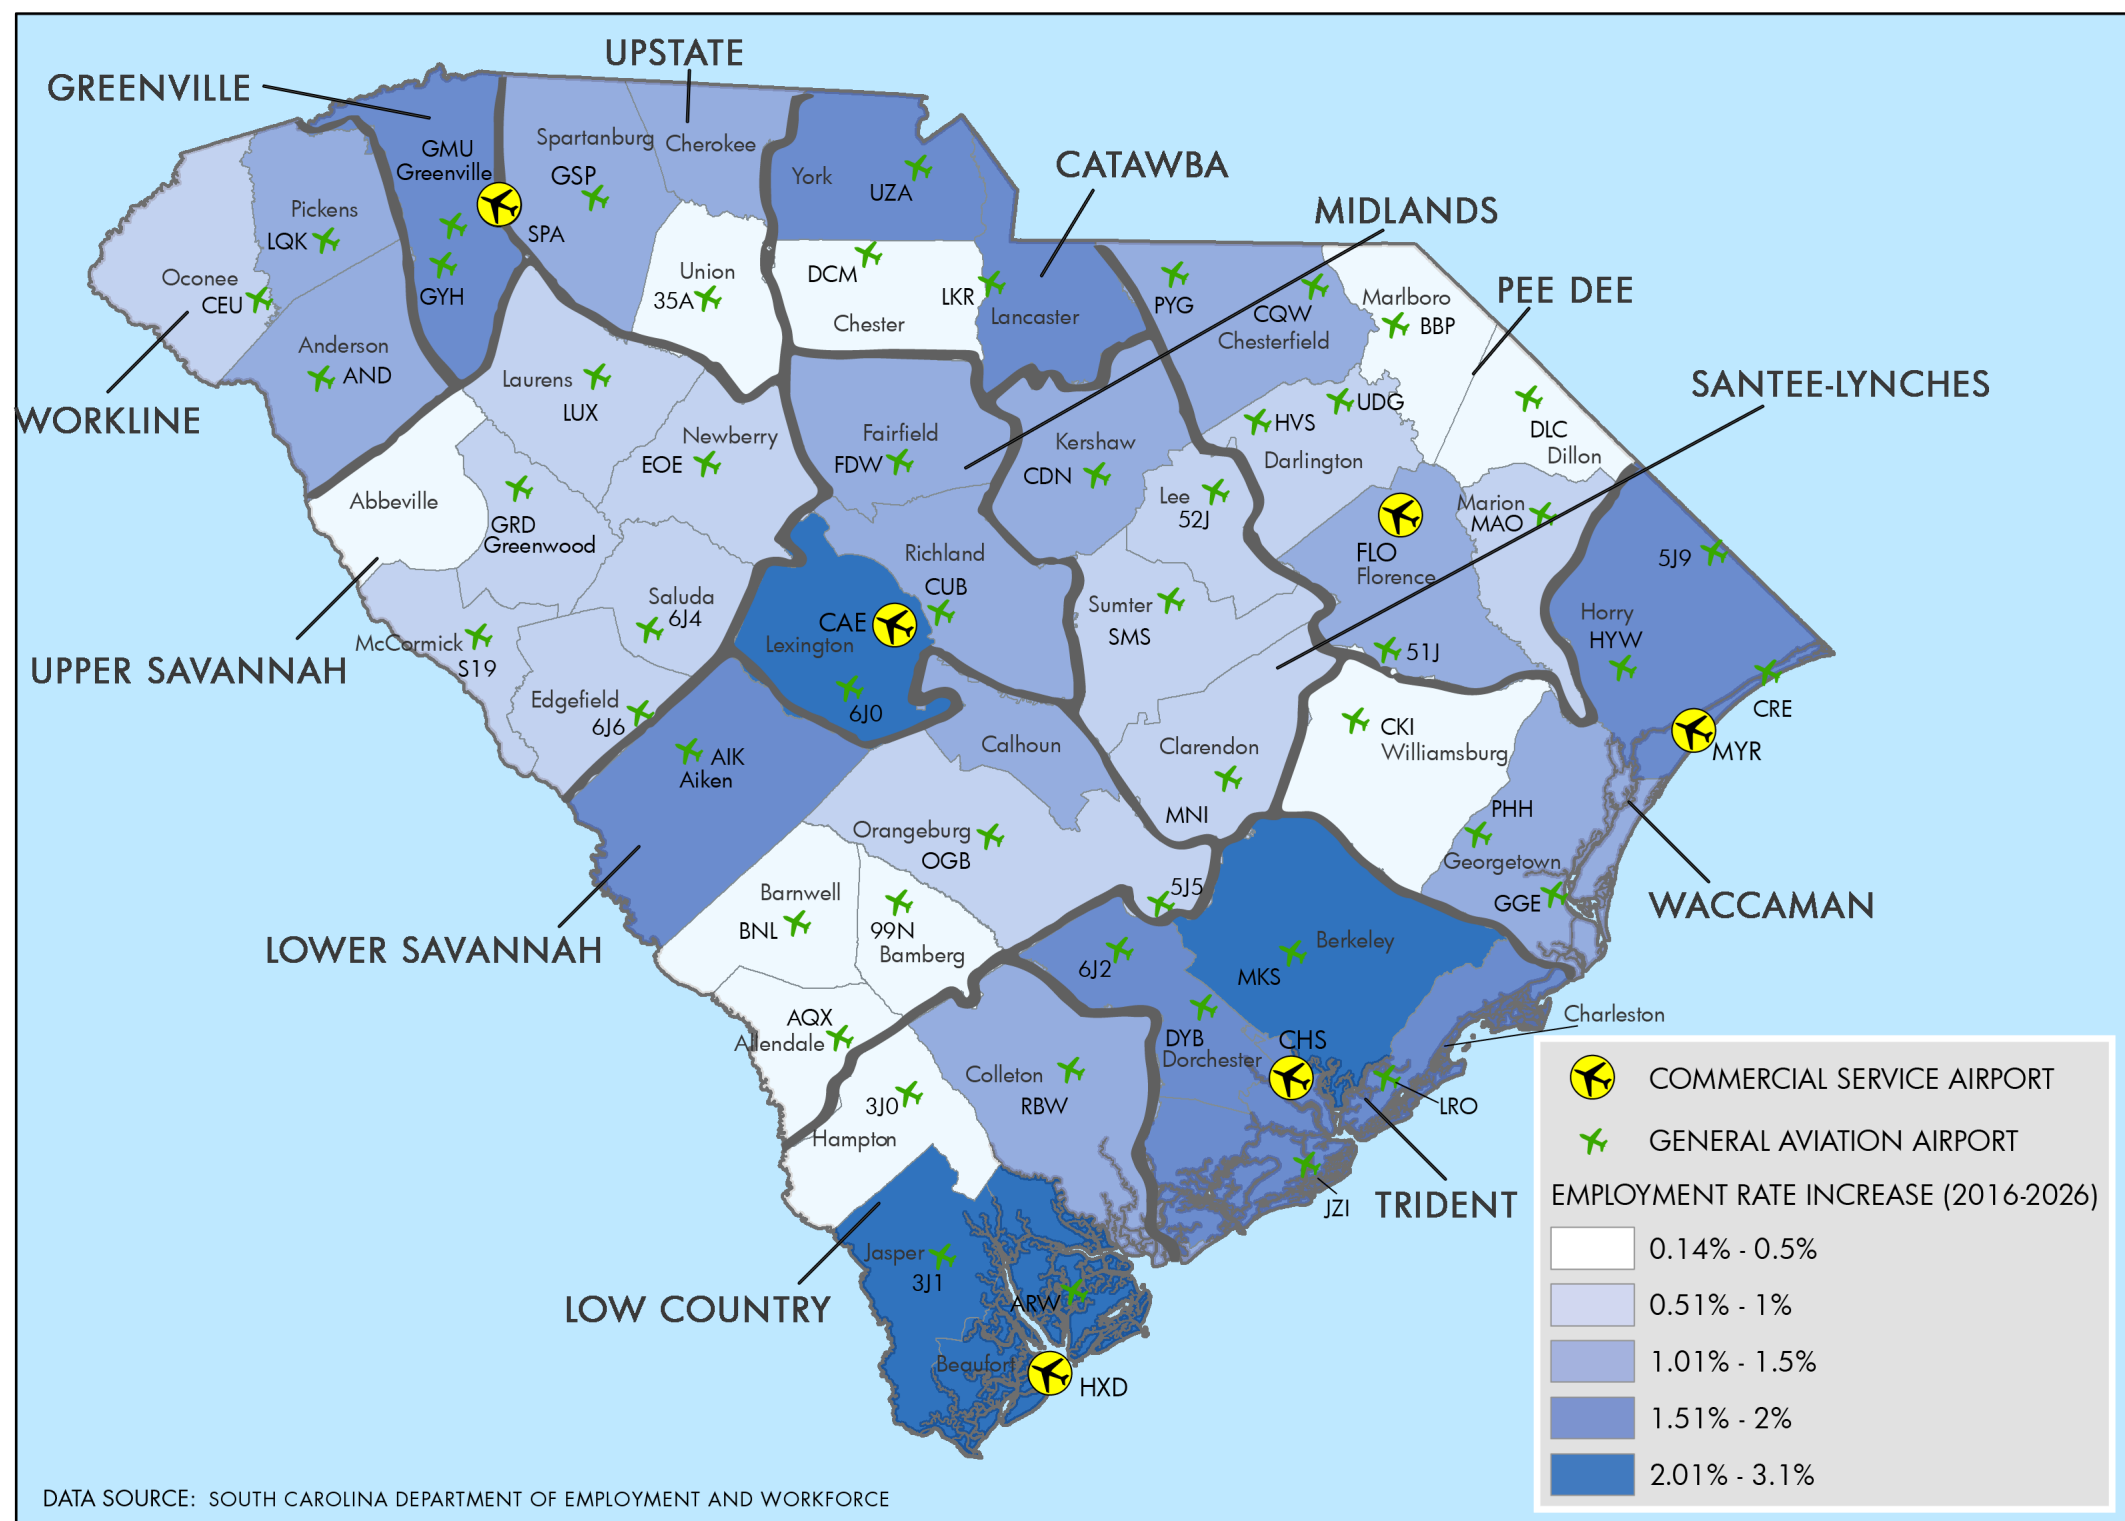 UPSTATE
GREENVILLE
CATAWBA
MIDLANDS
PEE DEE
SANTEE-LYNCHES
WORKLINE
UPPER SAVANNAH
LOWER SAVANNAH
WACCAMAN
TRIDENT
LOW COUNTRY
GMU
Greenville
GYH
SPA
Spartanburg
GSP
Cherokee
Union
35A
York
UZA
DCM
Chester
LKR
Lancaster
Pickens
LQK
Oconee
CEU
Anderson
AND
Laurens
LUX
Newberry
EOE
Abbeville
GRD
Greenwood
Saluda
6J4
McCormick
S19
Edgefield
6J6
Fairfield
FDW
Richland
CUB
CAE
Lexington
6J0
Kershaw
CDN
Lee
52J
Sumter
SMS
Clarendon
MNI
PYG
CQW
Chesterfield
Marlboro
BBP
UDG
HVS
Darlington
DLC
Dillon
Marion
MAO
FLO
Florence
51J
5J9
Horry
HYW
CRE
MYR
CKI
Williamsburg
PHH
Georgetown
GGE
AIK
Aiken
Calhoun
Orangeburg
OGB
5J5
Barnwell
BNL
99N
Bamberg
AQX
Allendale
6J2
DYB
Dorchester
Berkeley
MKS
CHS
Charleston
LRO
JZI
Colleton
RBW
3J0
Hampton
Jasper
3J1
ARW
Beaufort
HXD
COMMERCIAL SERVICE AIRPORT
GENERAL AVIATION AIRPORT
EMPLOYMENT RATE INCREASE (2016-2026)
0.14% - 0.5%
0.51% - 1%
1.01% - 1.5%
1.51% - 2%
2.01% - 3.1%
DATA SOURCE: SOUTH CAROLINA DEPARTMENT OF EMPLOYMENT AND WORKFORCE